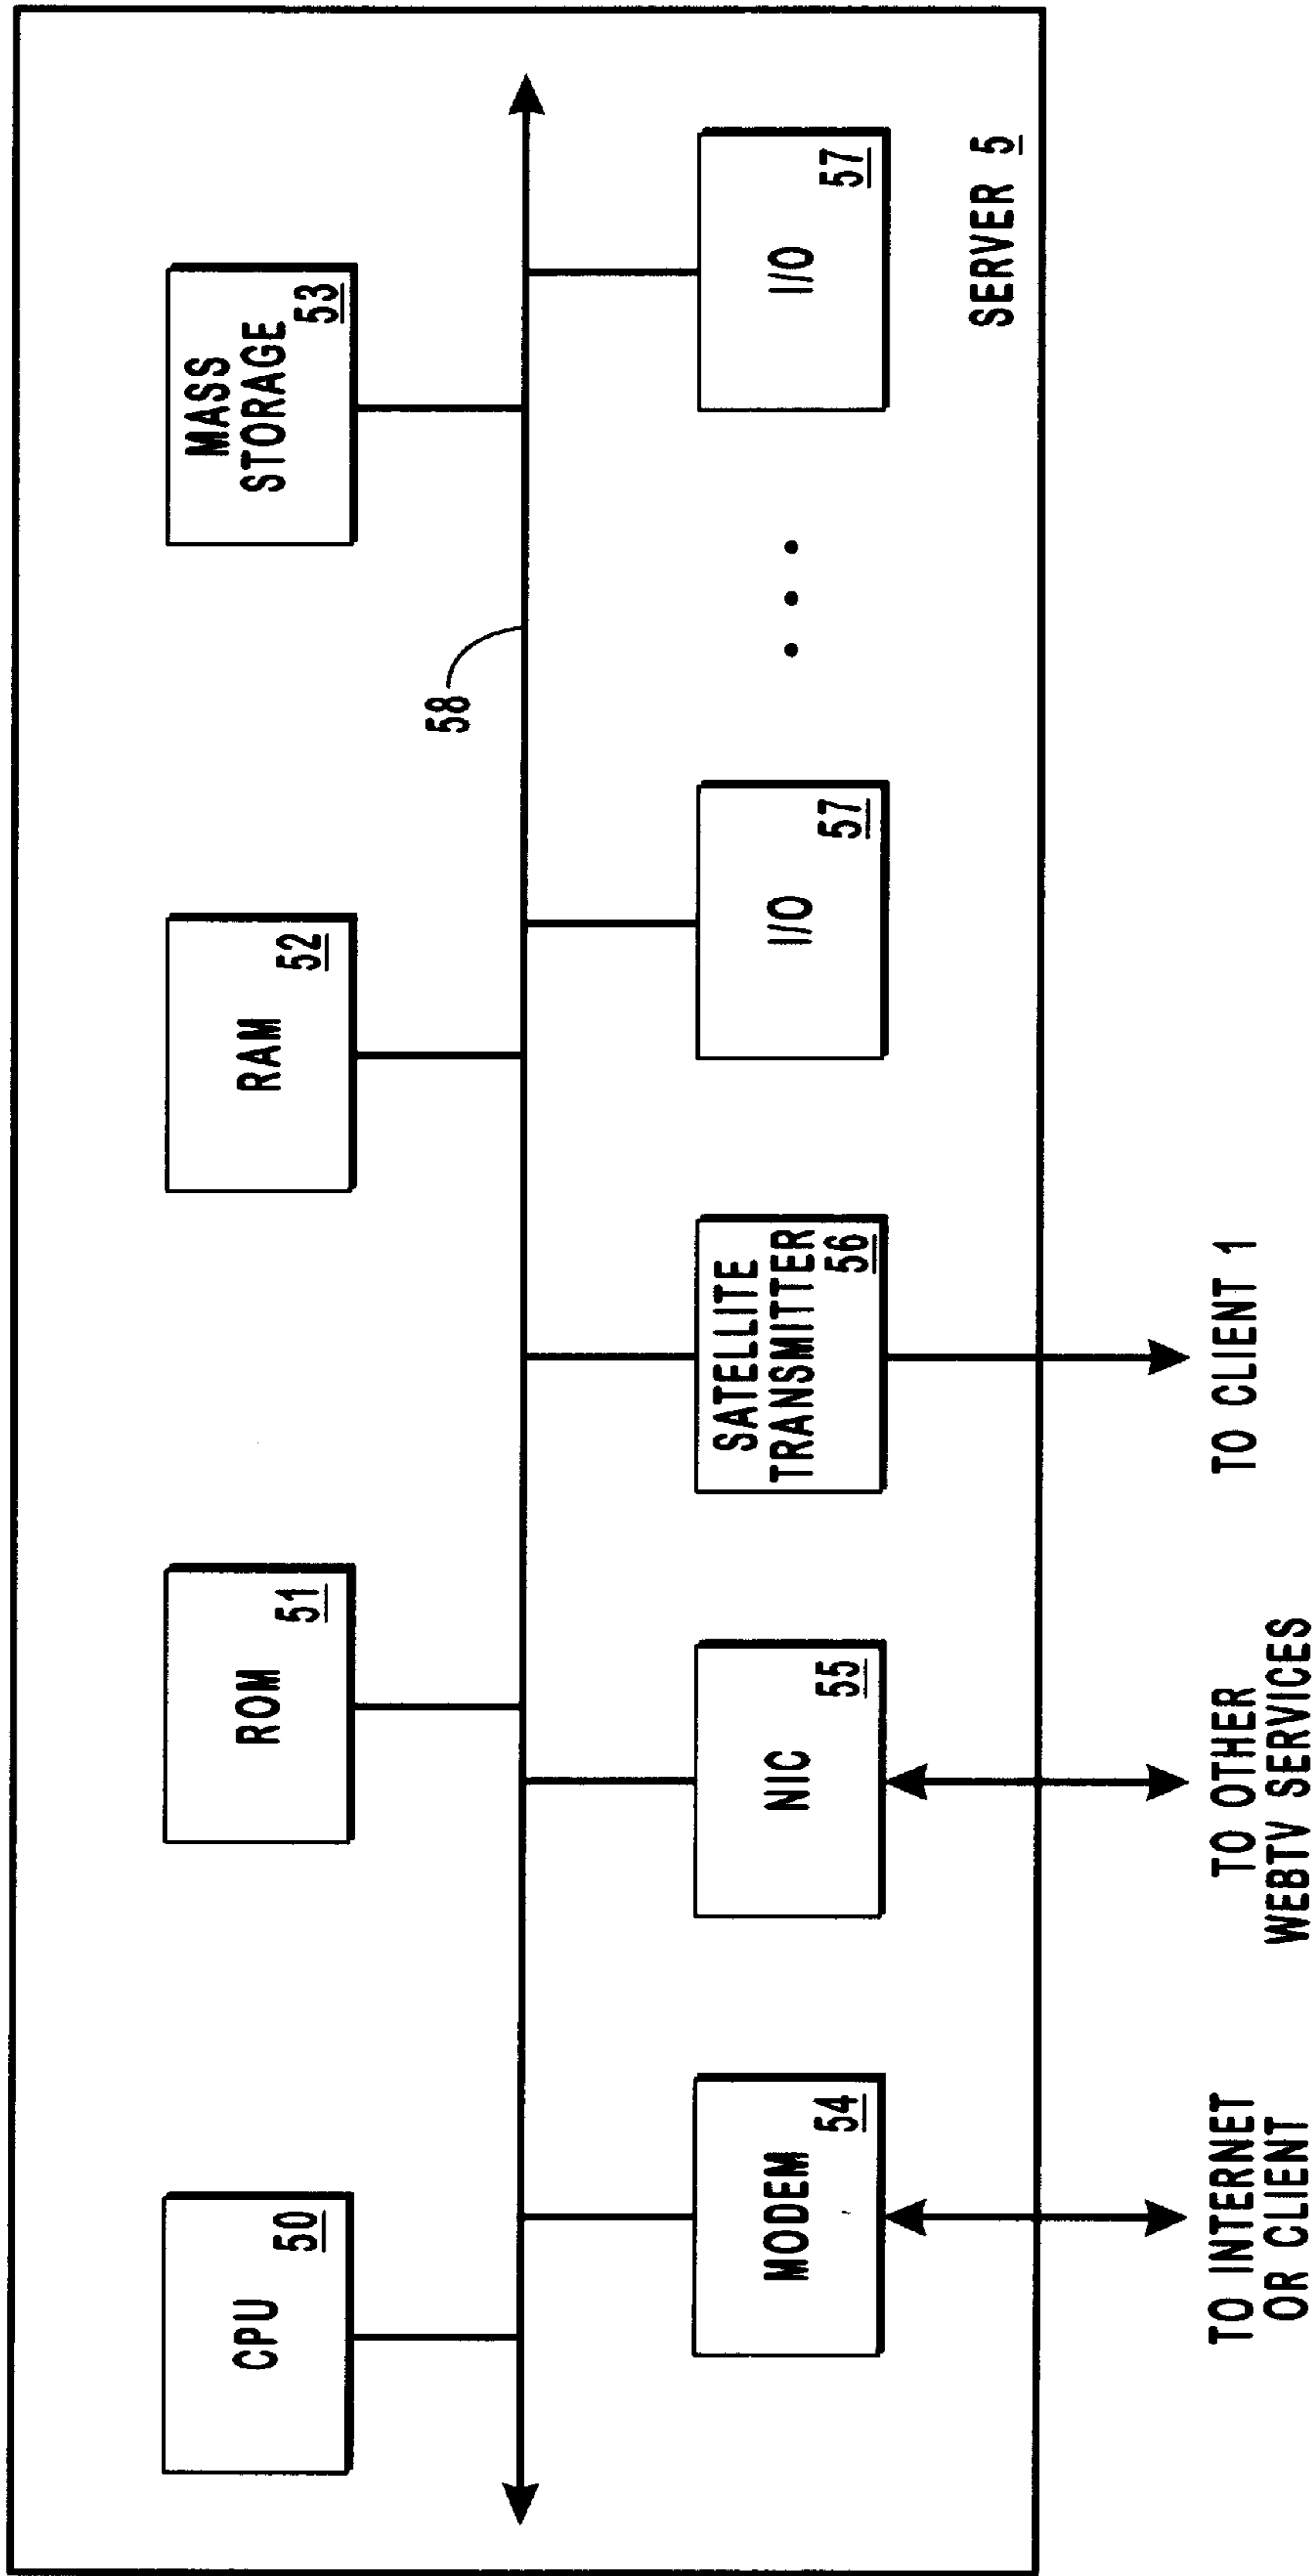 CPU
50
ROM
51
RAM
52
MASS
STORAGE
53
58
MODEM
54
NIC
55
SATELLITE
TRANSMITTER
56
I/O
57
I/O
57
SERVER 5
TO INTERNET
OR CLIENT
TO OTHER
WEBTV SERVICES
TO CLIENT 1